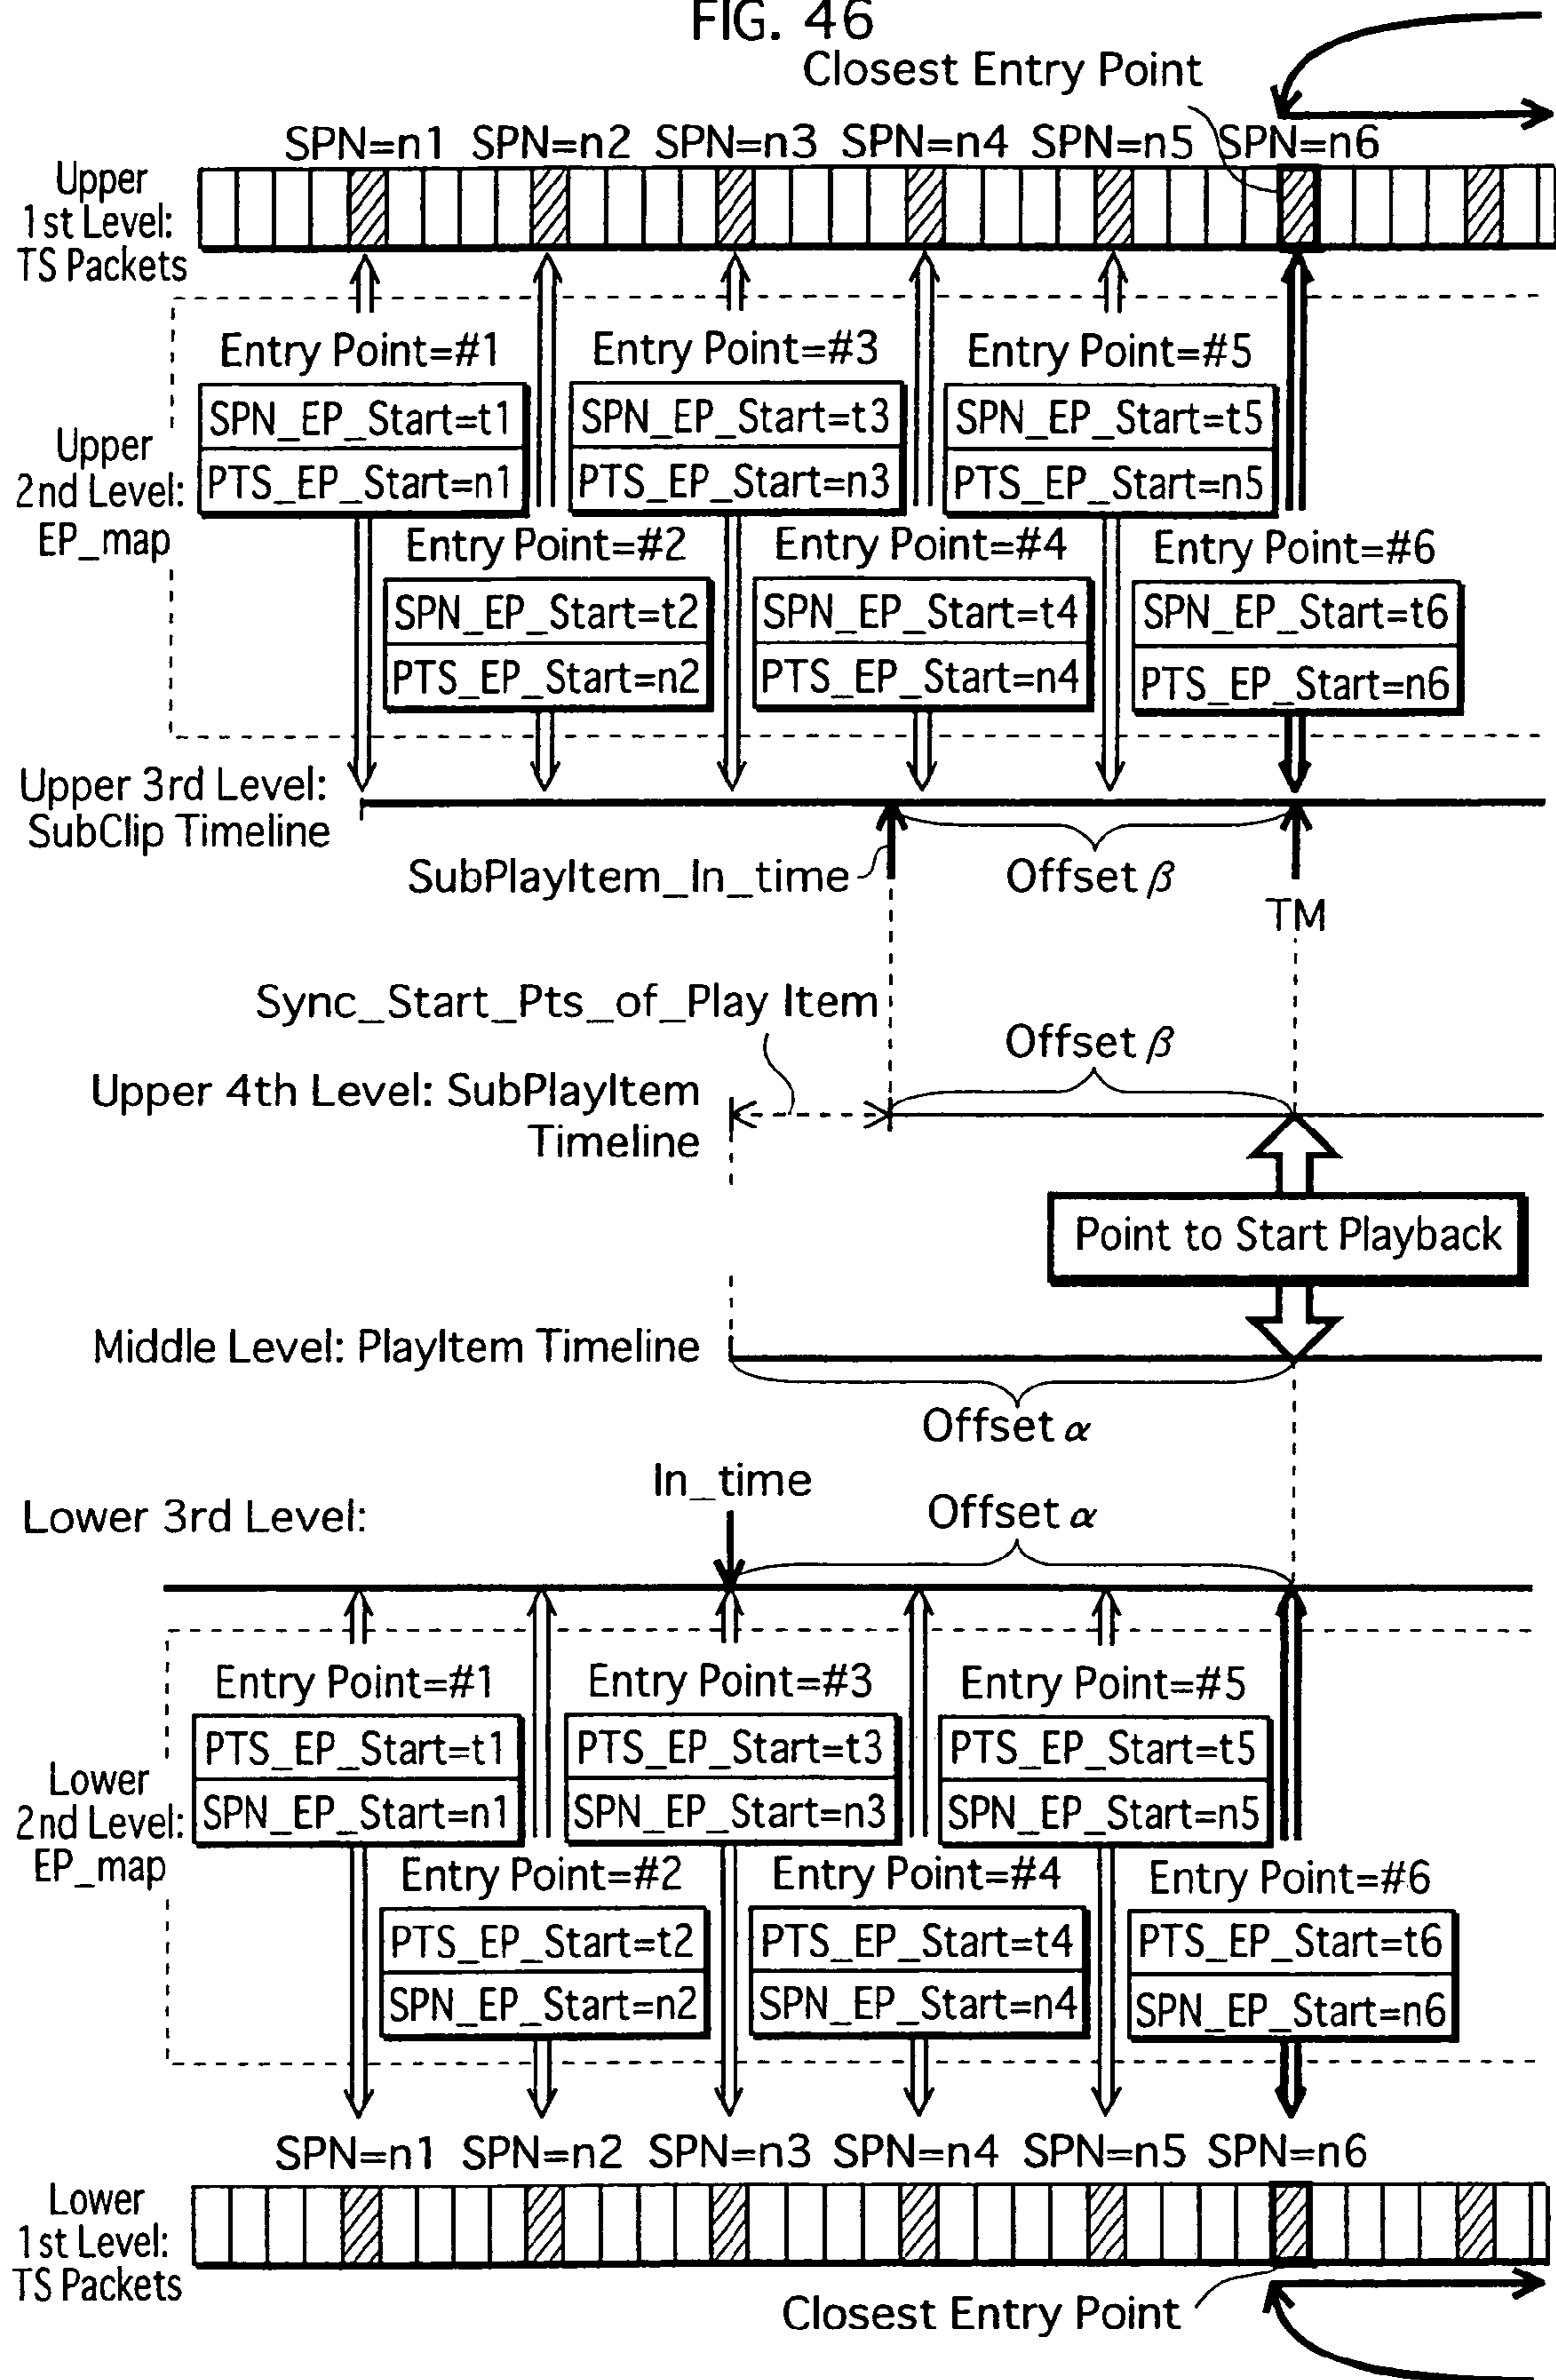 FIG. 46
Closest Entry Point
SPN=n1 SPN=n2 SPN=n3 SPN=n4 SPN=n5 SPN=n6
Upper
1st Level:
TS Packets
Entry Point=#1
Entry Point=#3
Entry Point=#5
SPN_EP_Start=t1
SPN_EP_Start=t3
SPN_EP_Start=t5
PTS_EP_Start=n1
PTS_EP_Start=n3
PTS_EP_Start=n5
Upper
2nd Level:
EP_map
Entry Point=#2
Entry Point=#4
Entry Point=#6
SPN_EP_Start=t2
SPN_EP_Start=t4
SPN_EP_Start=t6
PTS_EP_Start=n2
PTS_EP_Start=n4
PTS_EP_Start=n6
Upper 3rd Level:
SubClip Timeline
SubPlayItem_In_time
Offset β
TM
Sync_Start_Pts_of_Play Item
Offset β
Upper 4th Level: SubPlayItem
Timeline
Point to Start Playback
Middle Level: PlayItem Timeline
Offset α
In_time
Lower 3rd Level:
Offset α
Entry Point=#1
Entry Point=#3
Entry Point=#5
PTS_EP_Start=t1
PTS_EP_Start=t3
PTS_EP_Start=t5
SPN_EP_Start=n1
SPN_EP_Start=n3
SPN_EP_Start=n5
Lower
2nd Level:
EP_map
Entry Point=#2
Entry Point=#4
Entry Point=#6
PTS_EP_Start=t2
PTS_EP_Start=t4
PTS_EP_Start=t6
SPN_EP_Start=n2
SPN_EP_Start=n4
SPN_EP_Start=n6
SPN=n1 SPN=n2 SPN=n3 SPN=n4 SPN=n5 SPN=n6
Lower
1st Level:
TS Packets
Closest Entry Point